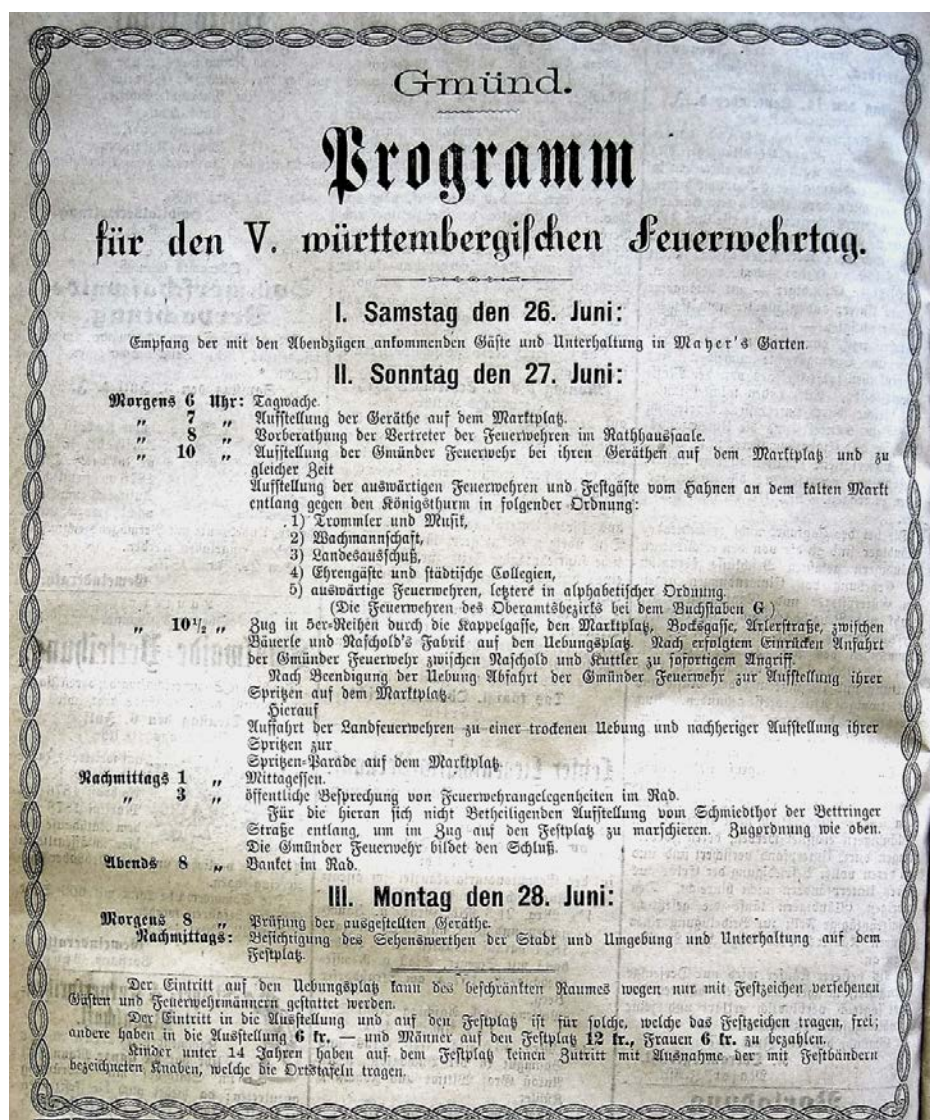 Gmünd.
Programm
für den V. württembergischen Feuerwehrtag.
I. Samstag den 26. Juni:
Empfang der mit den Abendzügen ankommenden Gäste und Unterhaltung in Mayer's Garten.
II. Sonntag den 27. Juni:
Morgens 6 Uhr: Tagwache.
„ 7 „ Aufstellung der Geräthe auf dem Marktplatz.
„ 8 „ Vorberathung der Vertreter der Feuerwehren im Rathhaussaale.
„ 10 „ Aufstellung der Gmünder Feuerwehr bei ihren Geräthen auf dem Marktplatz und zu
gleicher Zeit
Aufstellung der auswärtigen Feuerwehren und Festgäste vom Hahnen an dem kalten Markt
entlang gegen den Königsthurm in folgender Ordnung:
1) Trommler und Musik,
2) Wachmannschaft,
3) Landesausschuß,
4) Ehrengäste und städtische Collegien,
5) auswärtige Feuerwehren, letztere in alphabetischer Ordnung.
(Die Feuerwehren des Oberamtsbezirks bei dem Buchstaben G)
„ 10½ „ Zug in 5er-Reihen durch die Kappelgasse, den Marktplatz, Bocksgasse, Arlerstraße, zwischen
Bäuerle und Naschold's Fabrik auf den Uebungsplatz. Nach erfolgtem Einrücken Anfahrt
der Gmünder Feuerwehr zwischen Naschold und Kuttler zu sofortigem Angriff.
Nach Beendigung der Uebung Abfahrt der Gmünder Feuerwehr zur Aufstellung ihrer
Spritzen auf dem Marktplatz.
Hierauf
Auffahrt der Landfeuerwehren zu einer trockenen Uebung und nachheriger Aufstellung ihrer
Spritzen zur
Spritzen-Parade auf dem Marktplatz.
Nachmittags 1 „ Mittagessen.
„ 3 „ öffentliche Besprechung von Feuerwehrangelegenheiten im Rad.
Für die hieran sich nicht Betheiligenden Aufstellung vom Schmiedthor der Bettringer
Straße entlang, um im Zug auf den Festplatz zu marschieren. Zugordnung wie oben.
Die Gmünder Feuerwehr bildet den Schluß.
Abends 8 „ Banket im Rad.
III. Montag den 28. Juni:
Morgens 8 „ Prüfung der ausgestellten Geräthe.
Nachmittags: Besichtigung des Sehenswerthen der Stadt und Umgebung und Unterhaltung auf dem
Festplatz.
Der Eintritt auf den Uebungsplatz kann des beschränkten Raumes wegen nur mit Festzeichen versehenen
Gästen und Feuerwehrmännern gestattet werden.
Der Eintritt in die Ausstellung und auf den Festplatz ist für solche, welche das Festzeichen tragen, frei;
andere haben in die Ausstellung 6 kr. — und Männer auf den Festplatz 12 kr., Frauen 6 kr. zu bezahlen.
Kinder unter 14 Jahren haben auf dem Festplatz keinen Zutritt mit Ausnahme der mit Festbändern
bezeichneten Knaben, welche die Ortstafeln tragen.